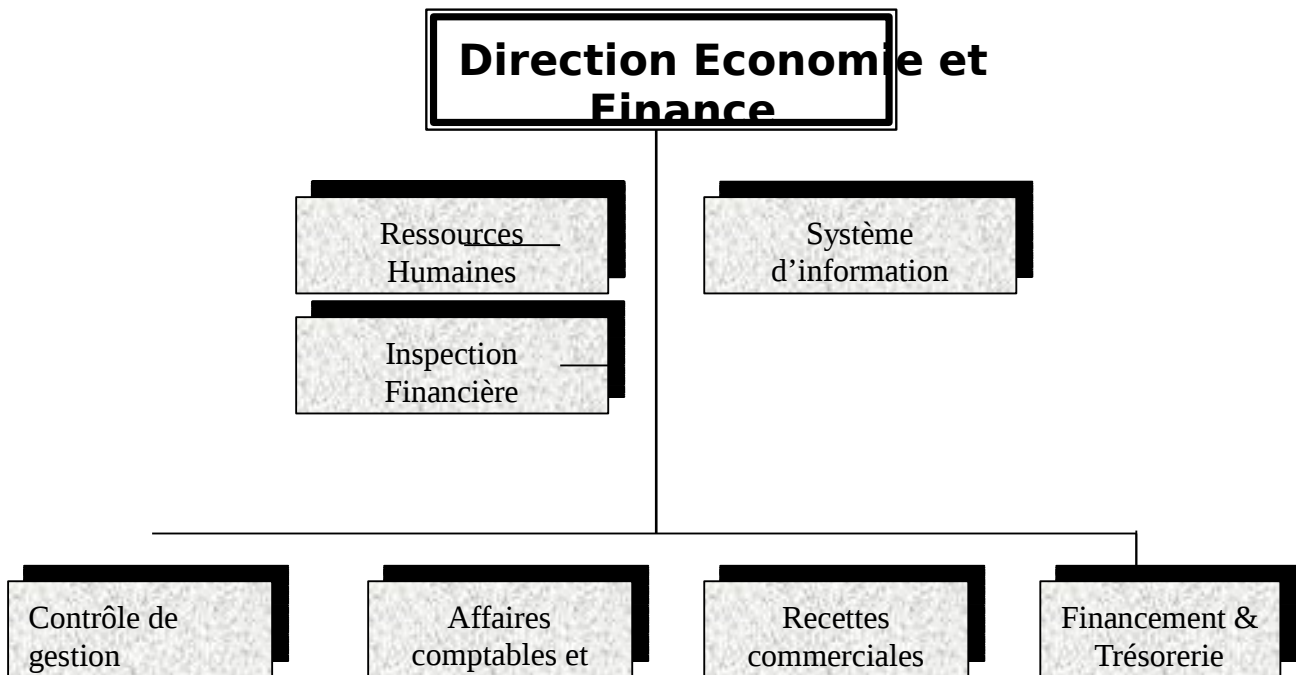 Direction Economie et
Finance
Ressources
Humaines
Système
d’information
Inspection
Financière
Contrôle de
gestion
Affaires
comptables et
Recettes
commerciales
Financement &
Trésorerie